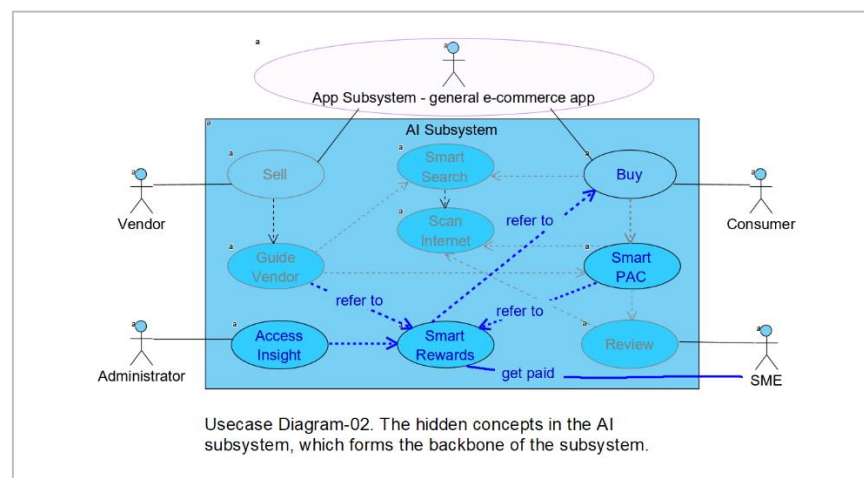 a
a
App Subsystem - general e-commerce app
a
AI Subsystem
a
Sell
a
Smart
Search
a
Buy
a
Vendor
a
Consumer
refer to
a
Scan
Internet
a
Guide
Vendor
a
Smart
PAC
refer to
refer to
a
Administrator
a
Access
Insight
a
Smart
Rewards
a
Review
a
SME
get paid
Usecase Diagram-02. The hidden concepts in the AI
subsystem, which forms the backbone of the subsystem.